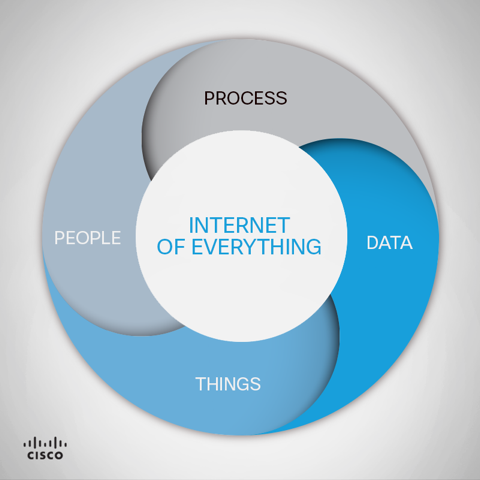 PROCESS
INTERNET
OF EVERYTHING
PEOPLE
DATA
THINGS
CISCO